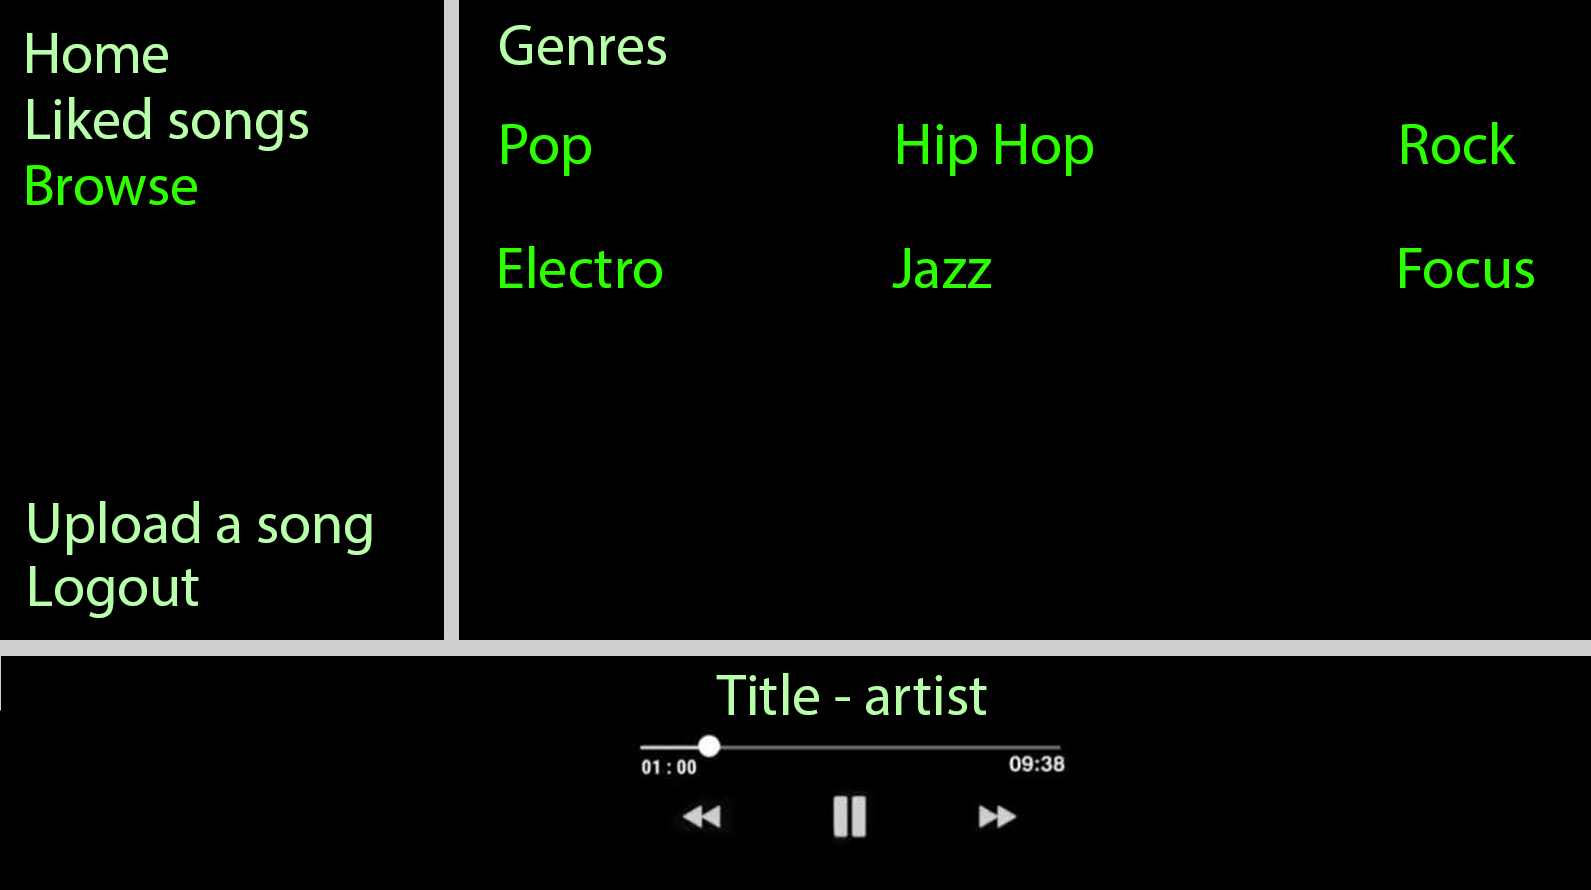 Home
Liked songs
Browse
Upload a song
Logout
Genres
Pop Hip Hop Rock
Electro Jazz Focus
Title - artist
01 : 00 09:38